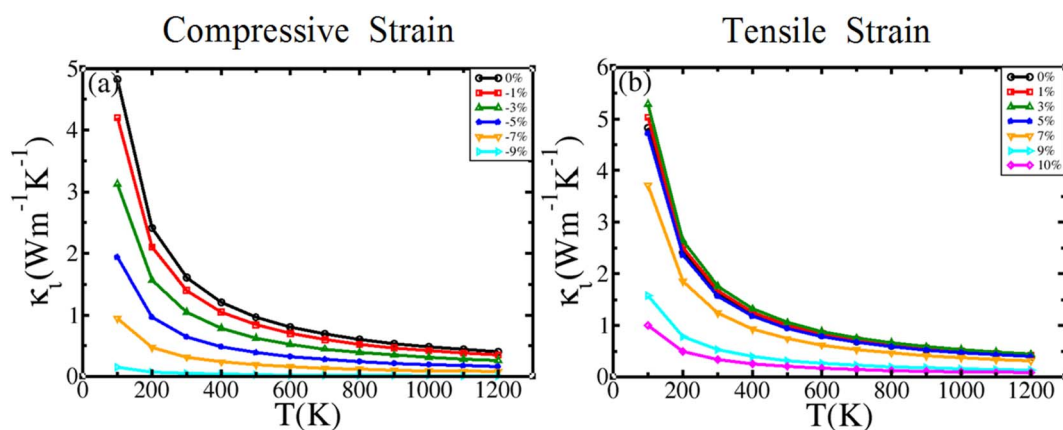 Compressive Strain
Tensile Strain
(a)
0%
-1%
-3%
-5%
-7%
-9%
5
4
3
2
1
0
κι(Wm⁻¹K⁻¹)
0 200 400 600 800 1000 1200
T(K)
(b)
0%
1%
3%
5%
7%
9%
10%
6
5
4
3
2
1
0
κι(Wm⁻¹K⁻¹)
0 200 400 600 800 1000 1200
T(K)